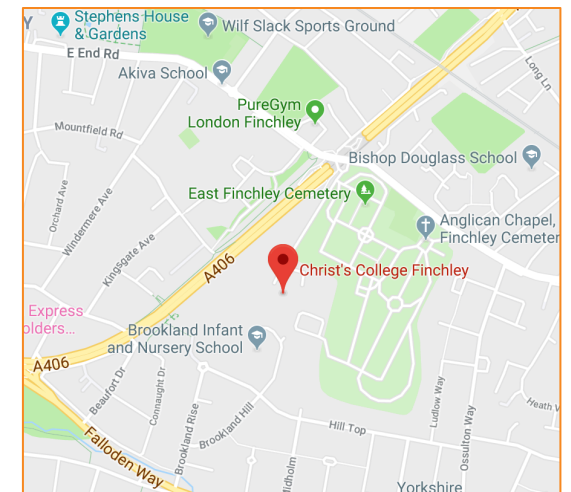 Y
Stephens House
& Gardens
Wilf Slack Sports Ground
E End Rd
Akiva School
Long Ln
PureGym
London Finchley
Mountfield Rd
Bishop Douglass School
East Finchley Cemetery
Orchard Ave
Windermere Ave
Anglican Chapel,
Finchley Cemeter
Kingsgate Ave
A406
Christ's College Finchley
Express
olders...
Brookland Infant
and Nursery School
A406
Beaufort Dr
Connaught Dr
Ludlow Way
Heath V
Brookland Rise
Brookland Hill
Hill Top
Ossulton Way
Falloden Way
Midholm
Yorkshire